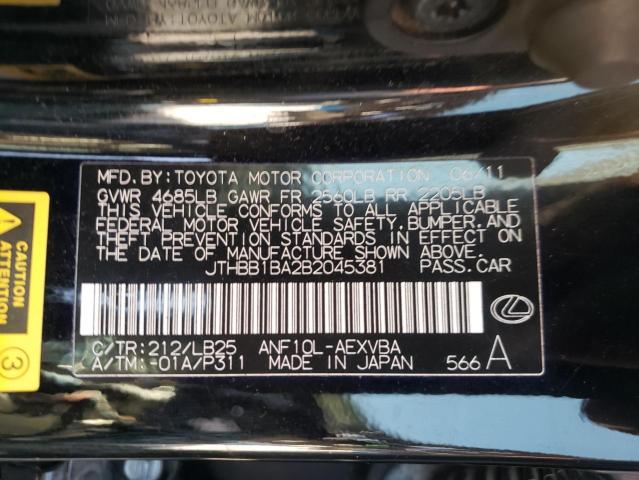 MFD.BY: TOYOTA MOTOR CORPORATION 06/11
GVWR 4685LB GAWR FR 2560LB RR 2205LB
THIS VEHICLE CONFORMS TO ALL APPLICABLE
FEDERAL MOTOR VEHICLE SAFETY, BUMPER, AND
THEFT PREVENTION STANDARDS IN EFFECT ON
THE DATE OF MANUFACTURE SHOWN ABOVE.
JTHBB1BA2B2045381 PASS.CAR
C/TR:212/LB25 ANF10L-AEXVBA
A/TM:-01A/P311 MADE IN JAPAN 566 A
CAUTION
ATTENTION
3